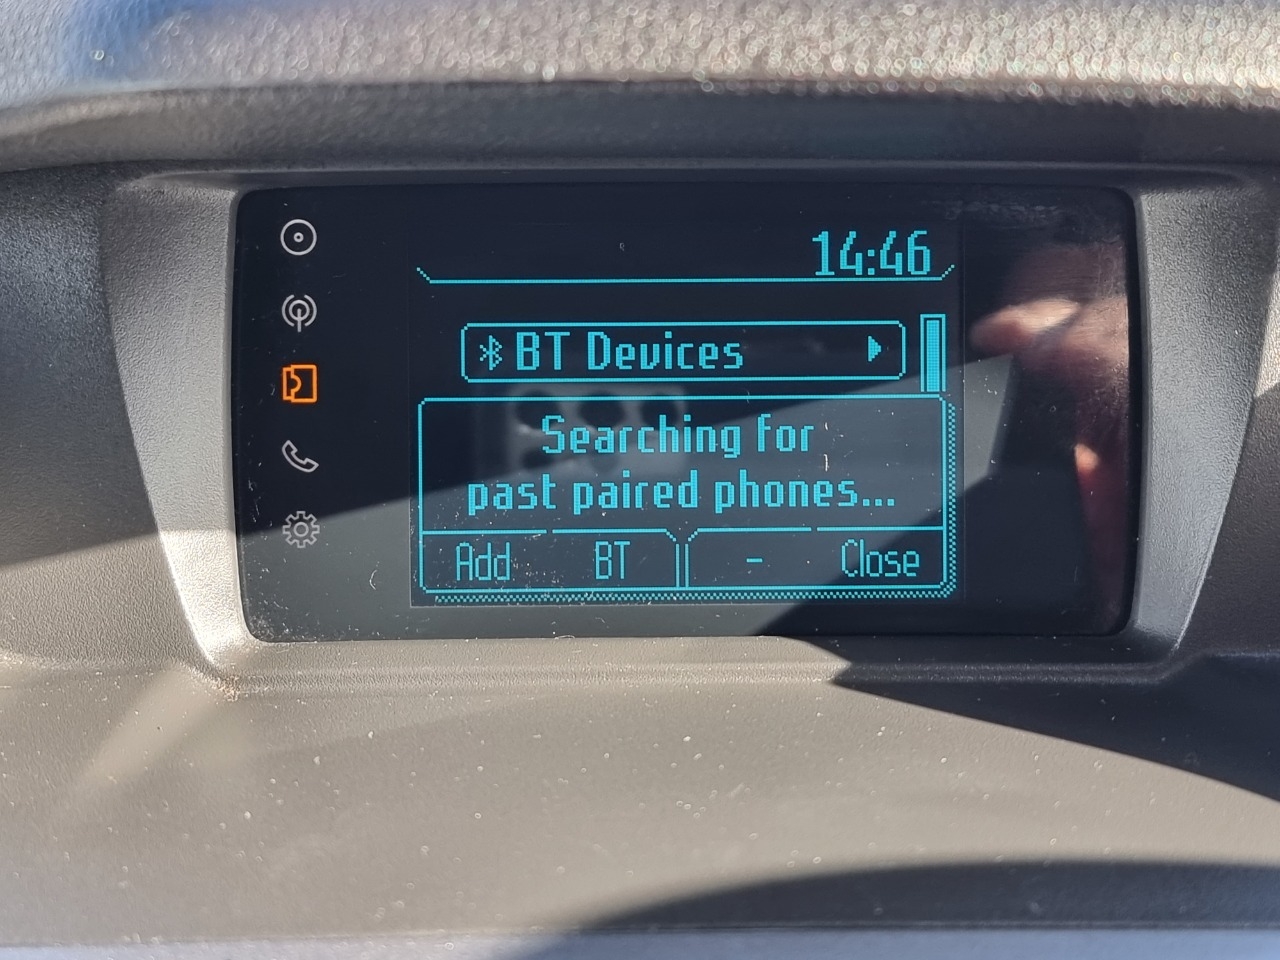 14:46
BT Devices
Searching for
past paired phones...
Add BT - Close